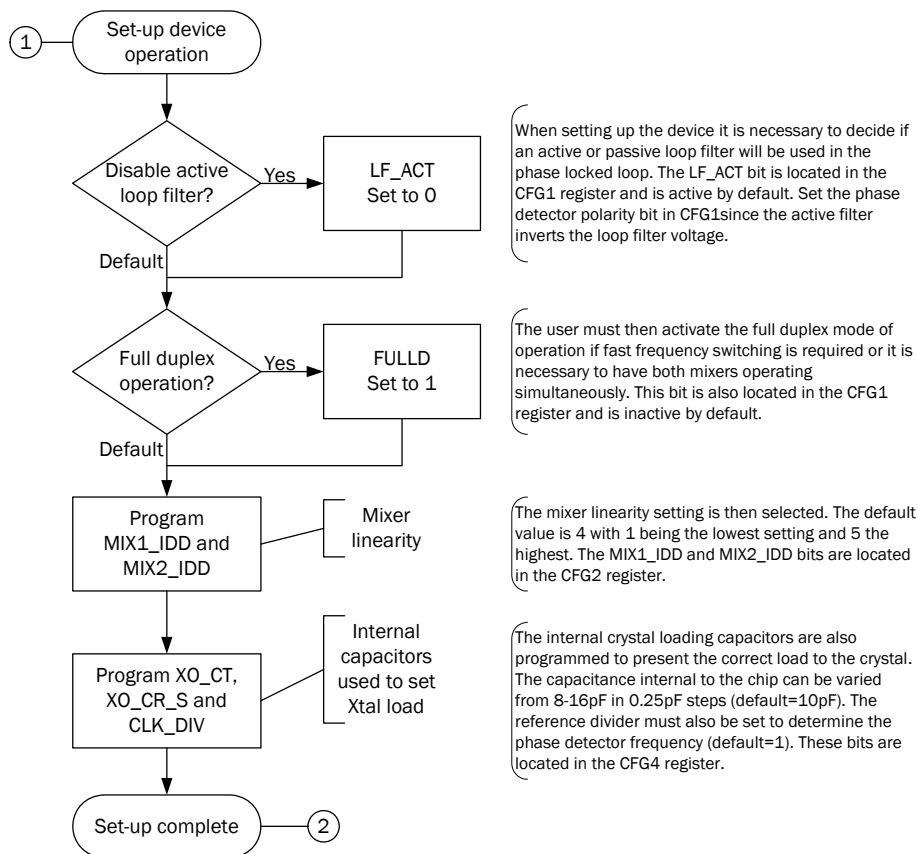 1
Set-up device
operation
Disable active
loop filter?
Yes
LF_ACT
Set to 0
When setting up the device it is necessary to decide if
an active or passive loop filter will be used in the
phase locked loop. The LF_ACT bit is located in the
CFG1 register and is active by default. Set the phase
detector polarity bit in CFG1since the active filter
inverts the loop filter voltage.
Default
Full duplex
operation?
Yes
FULLD
Set to 1
The user must then activate the full duplex mode of
operation if fast frequency switching is required or it is
necessary to have both mixers operating
simultaneously. This bit is also located in the CFG1
register and is inactive by default.
Default
Program
MIX1_IDD and
MIX2_IDD
Mixer
linearity
The mixer linearity setting is then selected. The default
value is 4 with 1 being the lowest setting and 5 the
highest. The MIX1_IDD and MIX2_IDD bits are located
in the CFG2 register.
Program XO_CT,
XO_CR_S and
CLK_DIV
Internal
capacitors
used to set
Xtal load
The internal crystal loading capacitors are also
programmed to present the correct load to the crystal.
The capacitance internal to the chip can be varied
from 8-16pF in 0.25pF steps (default=10pF). The
reference divider must also be set to determine the
phase detector frequency (default=1). These bits are
located in the CFG4 register.
Set-up complete
2